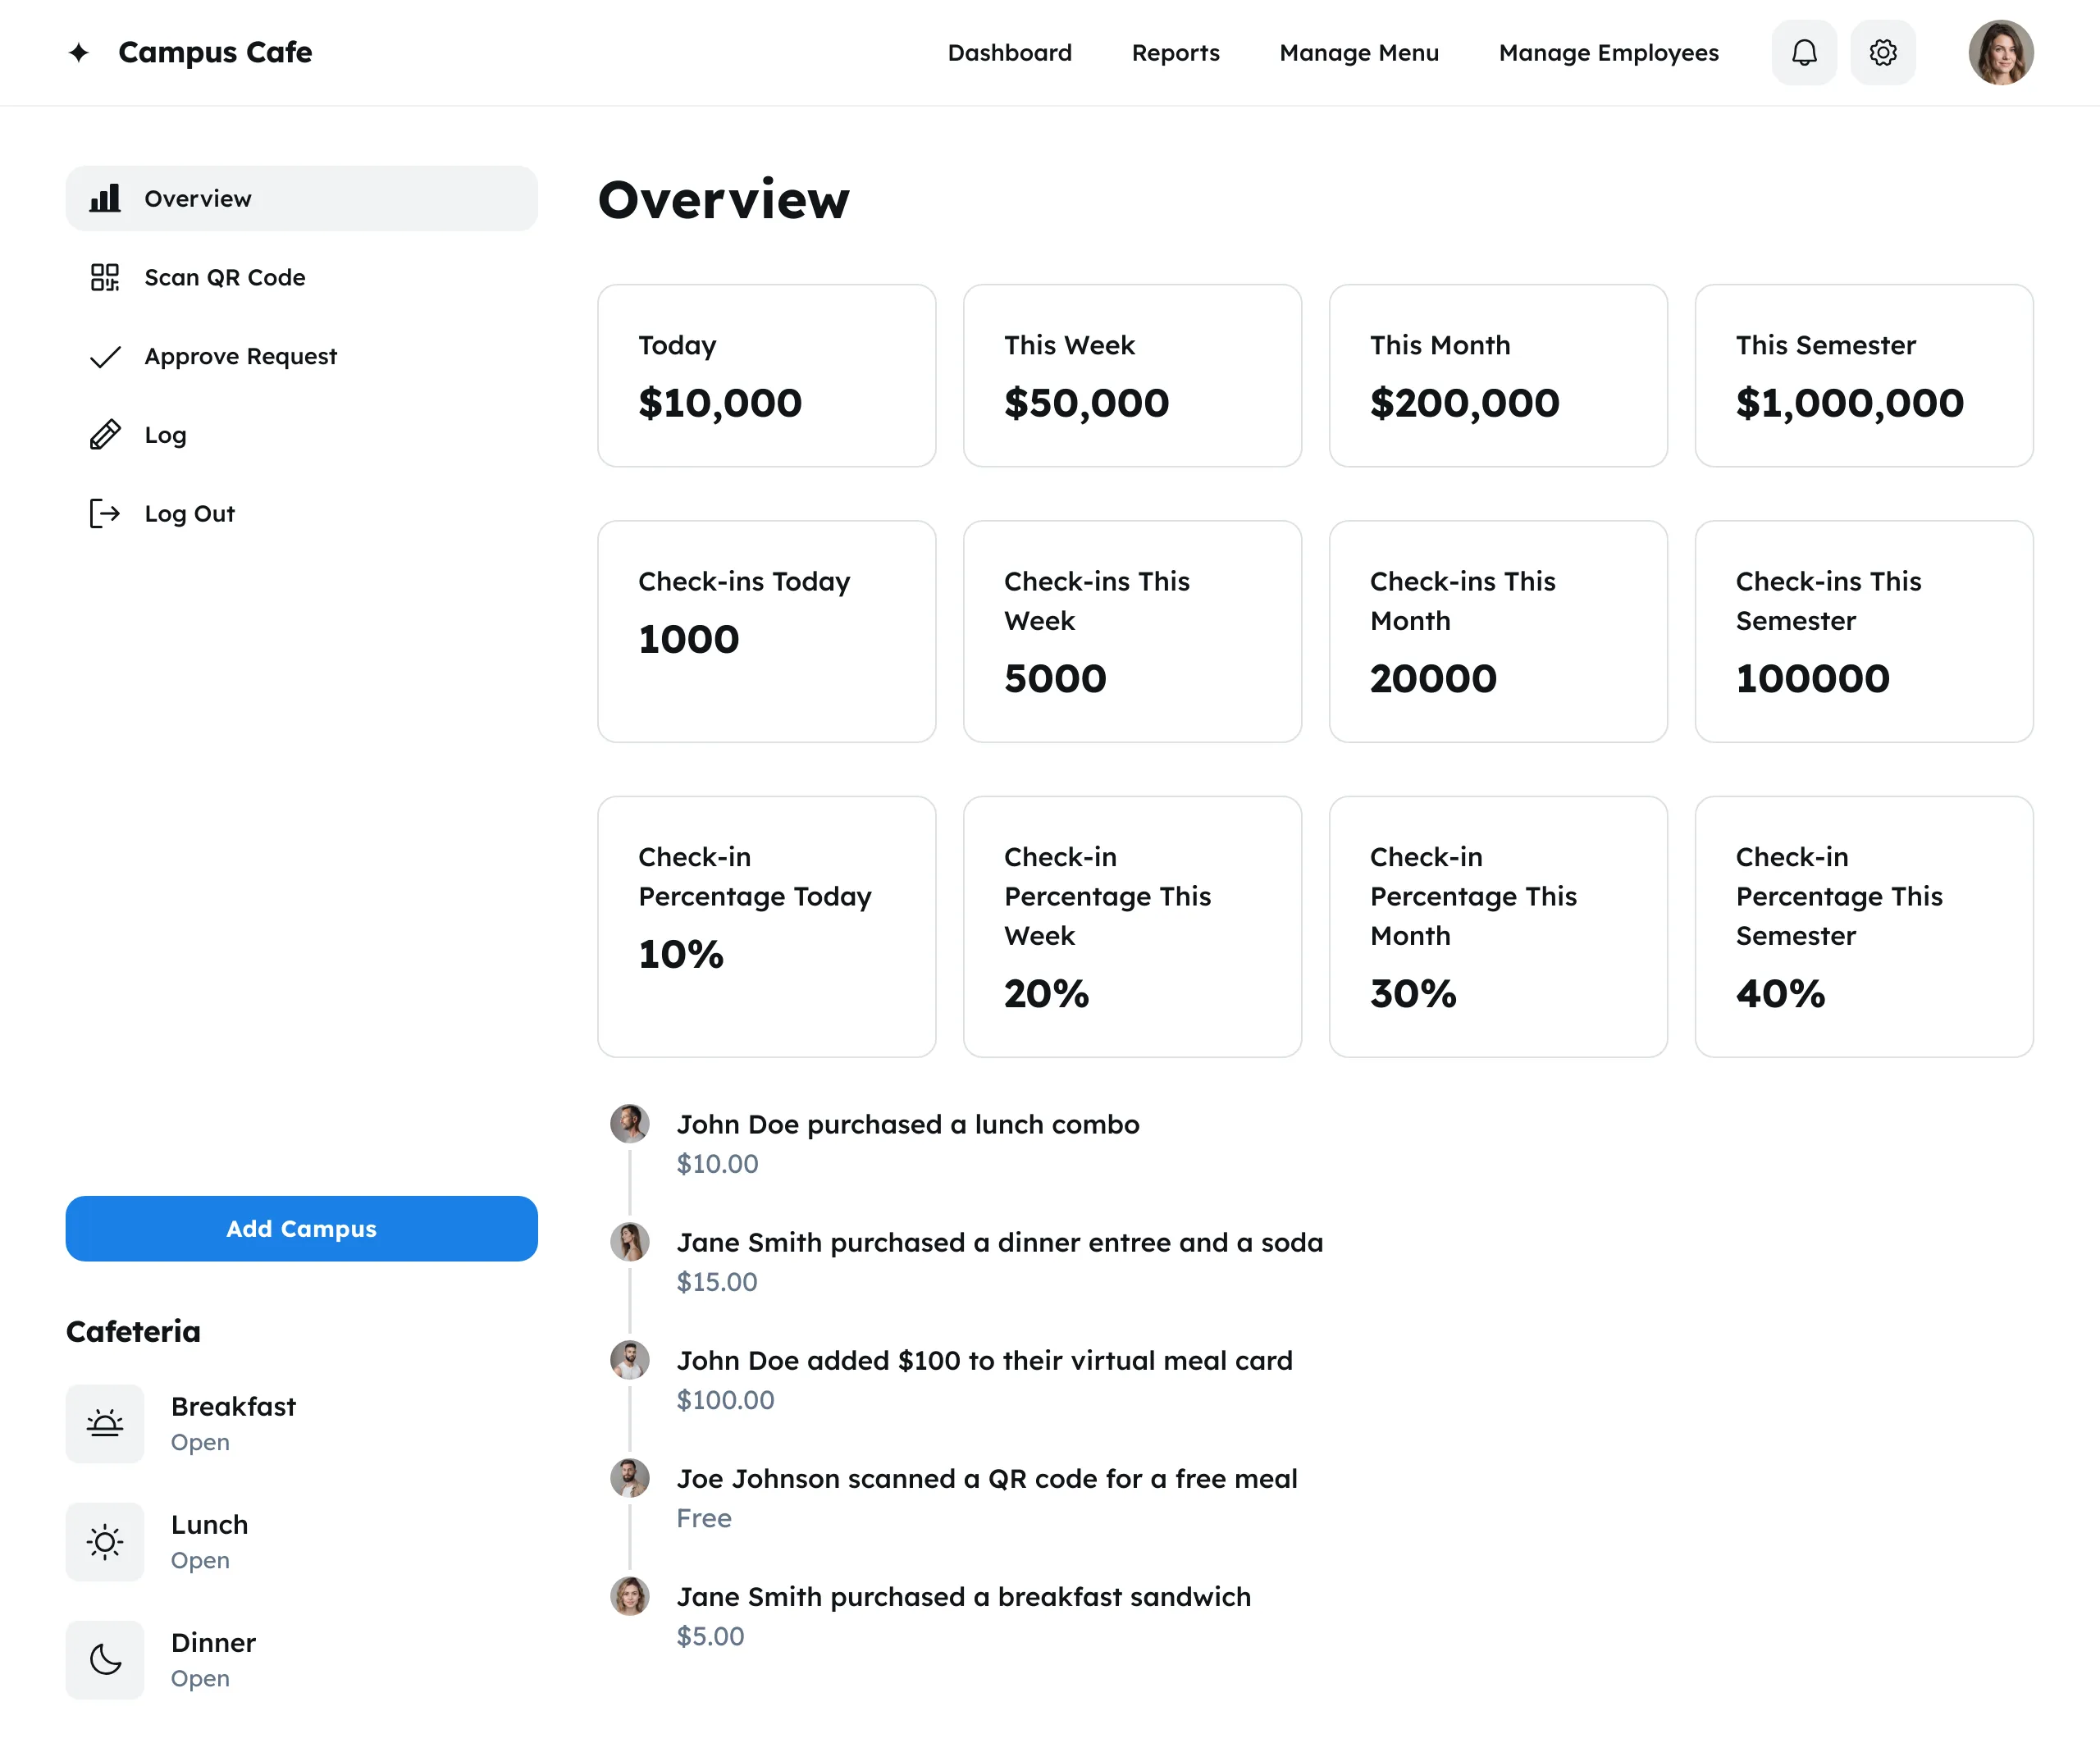 Campus Cafe
Dashboard
Reports
Manage Menu
Manage Employees
Overview
Scan QR Code
Approve Request
Log
Log Out
Add Campus
Cafeteria
Breakfast
Open
Lunch
Open
Dinner
Open
Overview
Today
$10,000
This Week
$50,000
This Month
$200,000
This Semester
$1,000,000
Check-ins Today
1000
Check-ins This
Week
5000
Check-ins This
Month
20000
Check-ins This
Semester
100000
Check-in
Percentage Today
10%
Check-in
Percentage This
Week
20%
Check-in
Percentage This
Month
30%
Check-in
Percentage This
Semester
40%
John Doe purchased a lunch combo
$10.00
Jane Smith purchased a dinner entree and a soda
$15.00
John Doe added $100 to their virtual meal card
$100.00
Joe Johnson scanned a QR code for a free meal
Free
Jane Smith purchased a breakfast sandwich
$5.00